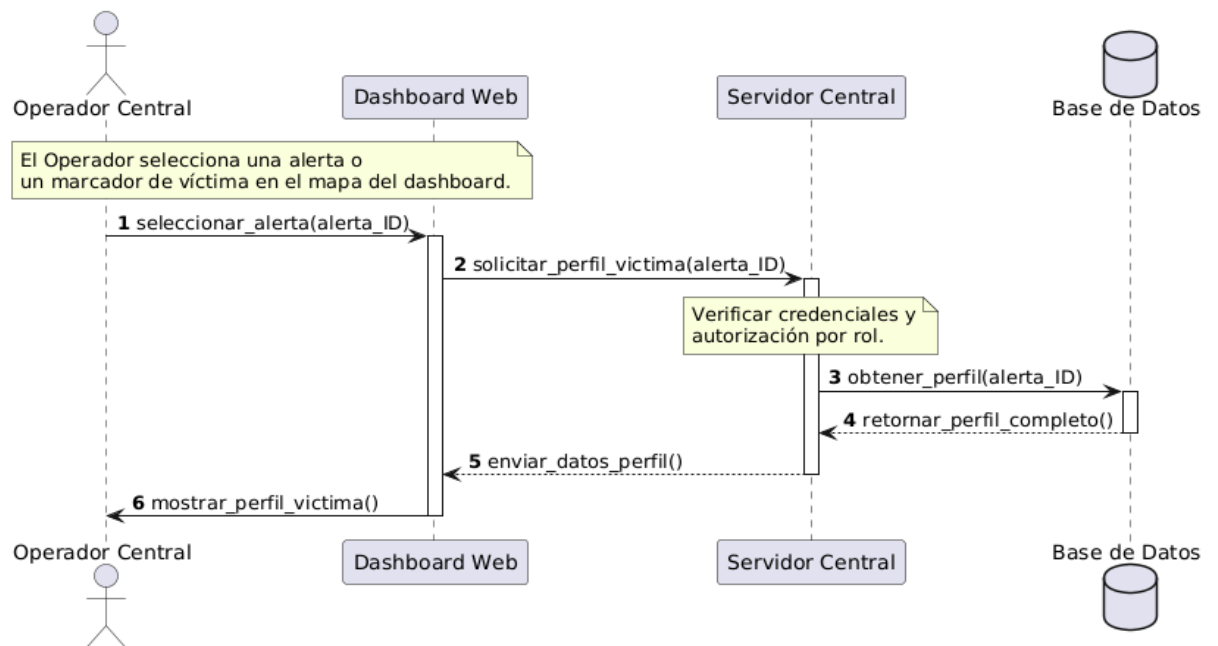 Operador Central
Dashboard Web
Servidor Central
Base de Datos
El Operador selecciona una alerta o
un marcador de víctima en el mapa del dashboard.
1 seleccionar_alerta(alerta_ID)
2 solicitar_perfil_victima(alerta_ID)
Verificar credenciales y
autorización por rol.
3 obtener_perfil(alerta_ID)
4 retornar_perfil_completo()
5 enviar_datos_perfil()
6 mostrar_perfil_victima()
Operador Central
Dashboard Web
Servidor Central
Base de Datos